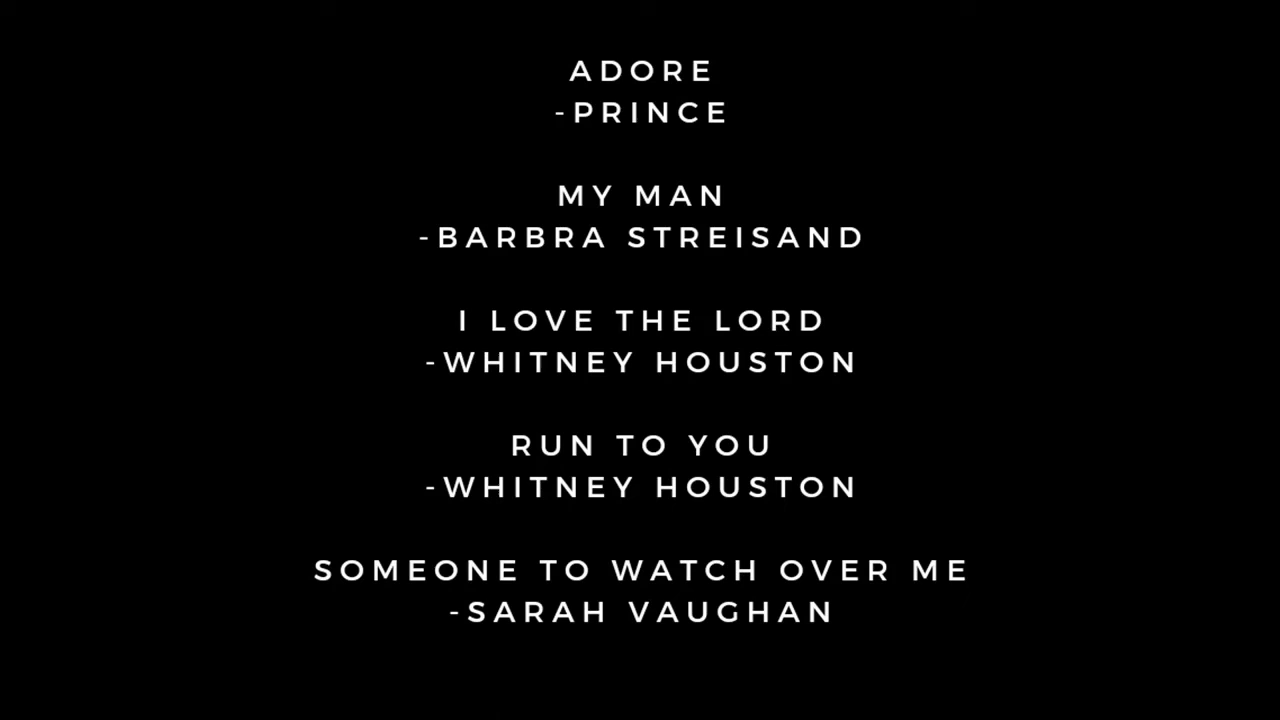 ADORE
-PRINCE
MY MAN
-BARBRA STREISAND
I LOVE THE LORD
-WHITNEY HOUSTON
RUN TO YOU
-WHITNEY HOUSTON
SOMEONE TO WATCH OVER ME
-SARAH VAUGHAN